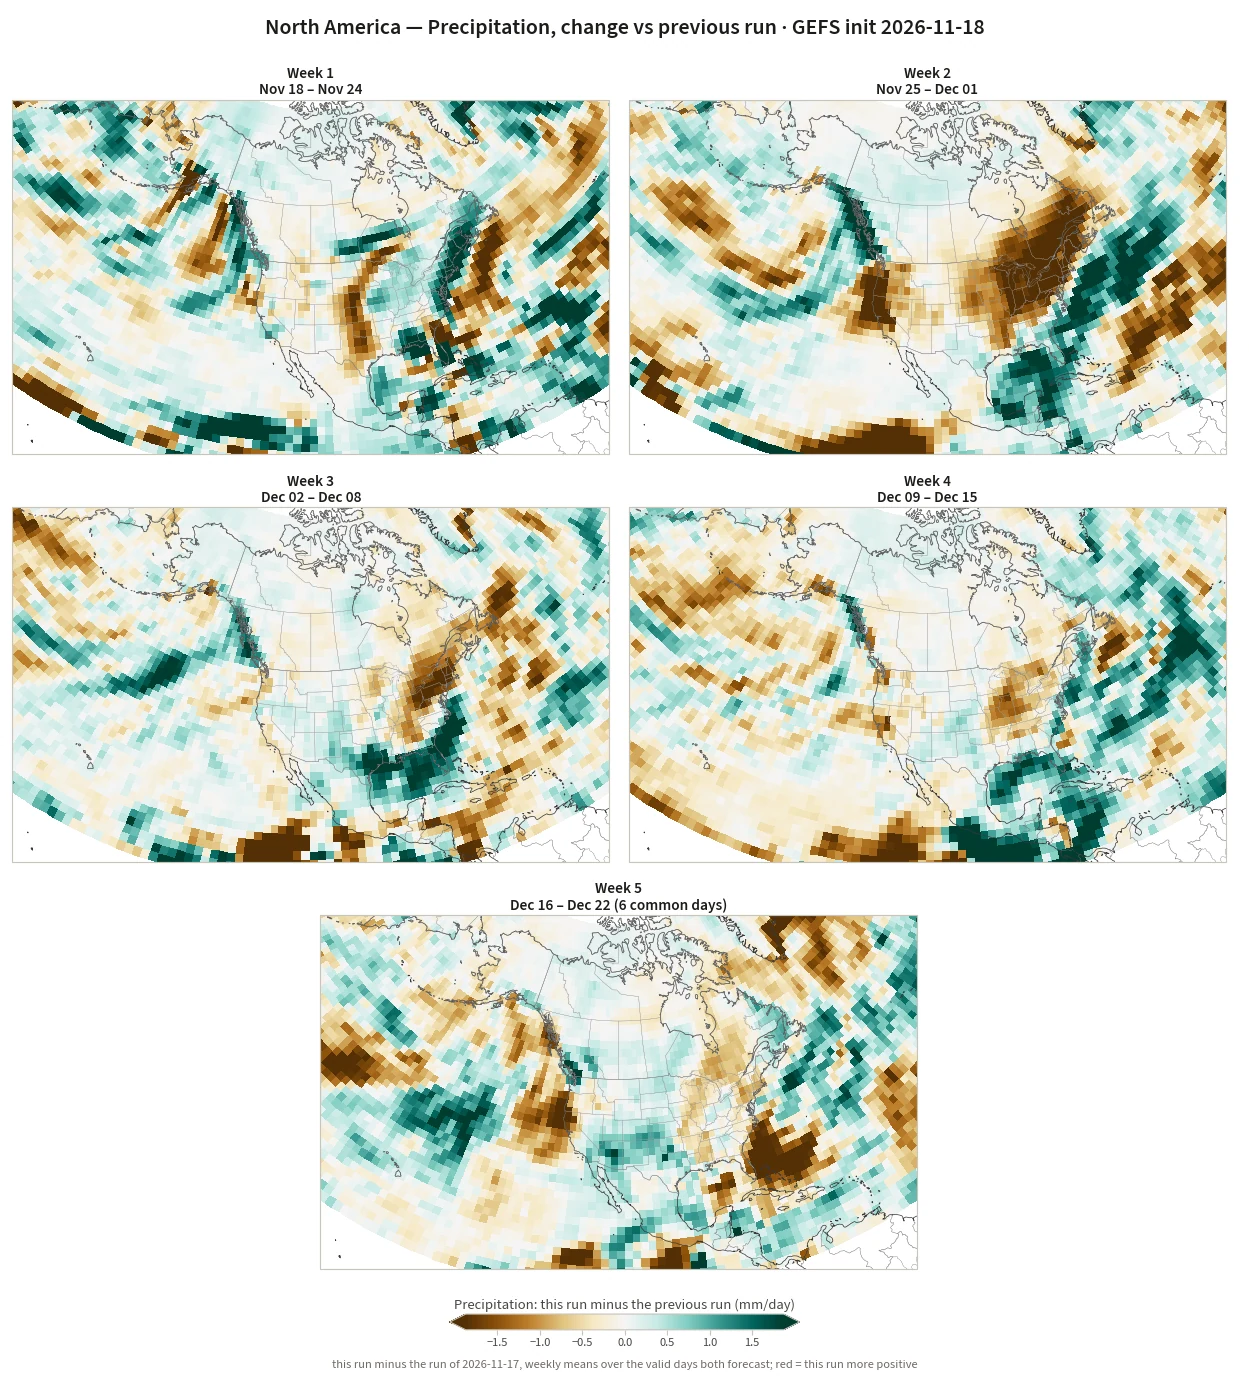 North America — Precipitation, change vs previous run · GEFS init 2026-11-18
Week 1
Nov 18 – Nov 24
Week 2
Nov 25 – Dec 01
Week 3
Dec 02 – Dec 08
Week 4
Dec 09 – Dec 15
Week 5
Dec 16 – Dec 22 (6 common days)
Precipitation: this run minus the previous run (mm/day)
−1.5 −1.0 −0.5 0.0 0.5 1.0 1.5
this run minus the run of 2026-11-17, weekly means over the valid days both forecast; red = this run more positive